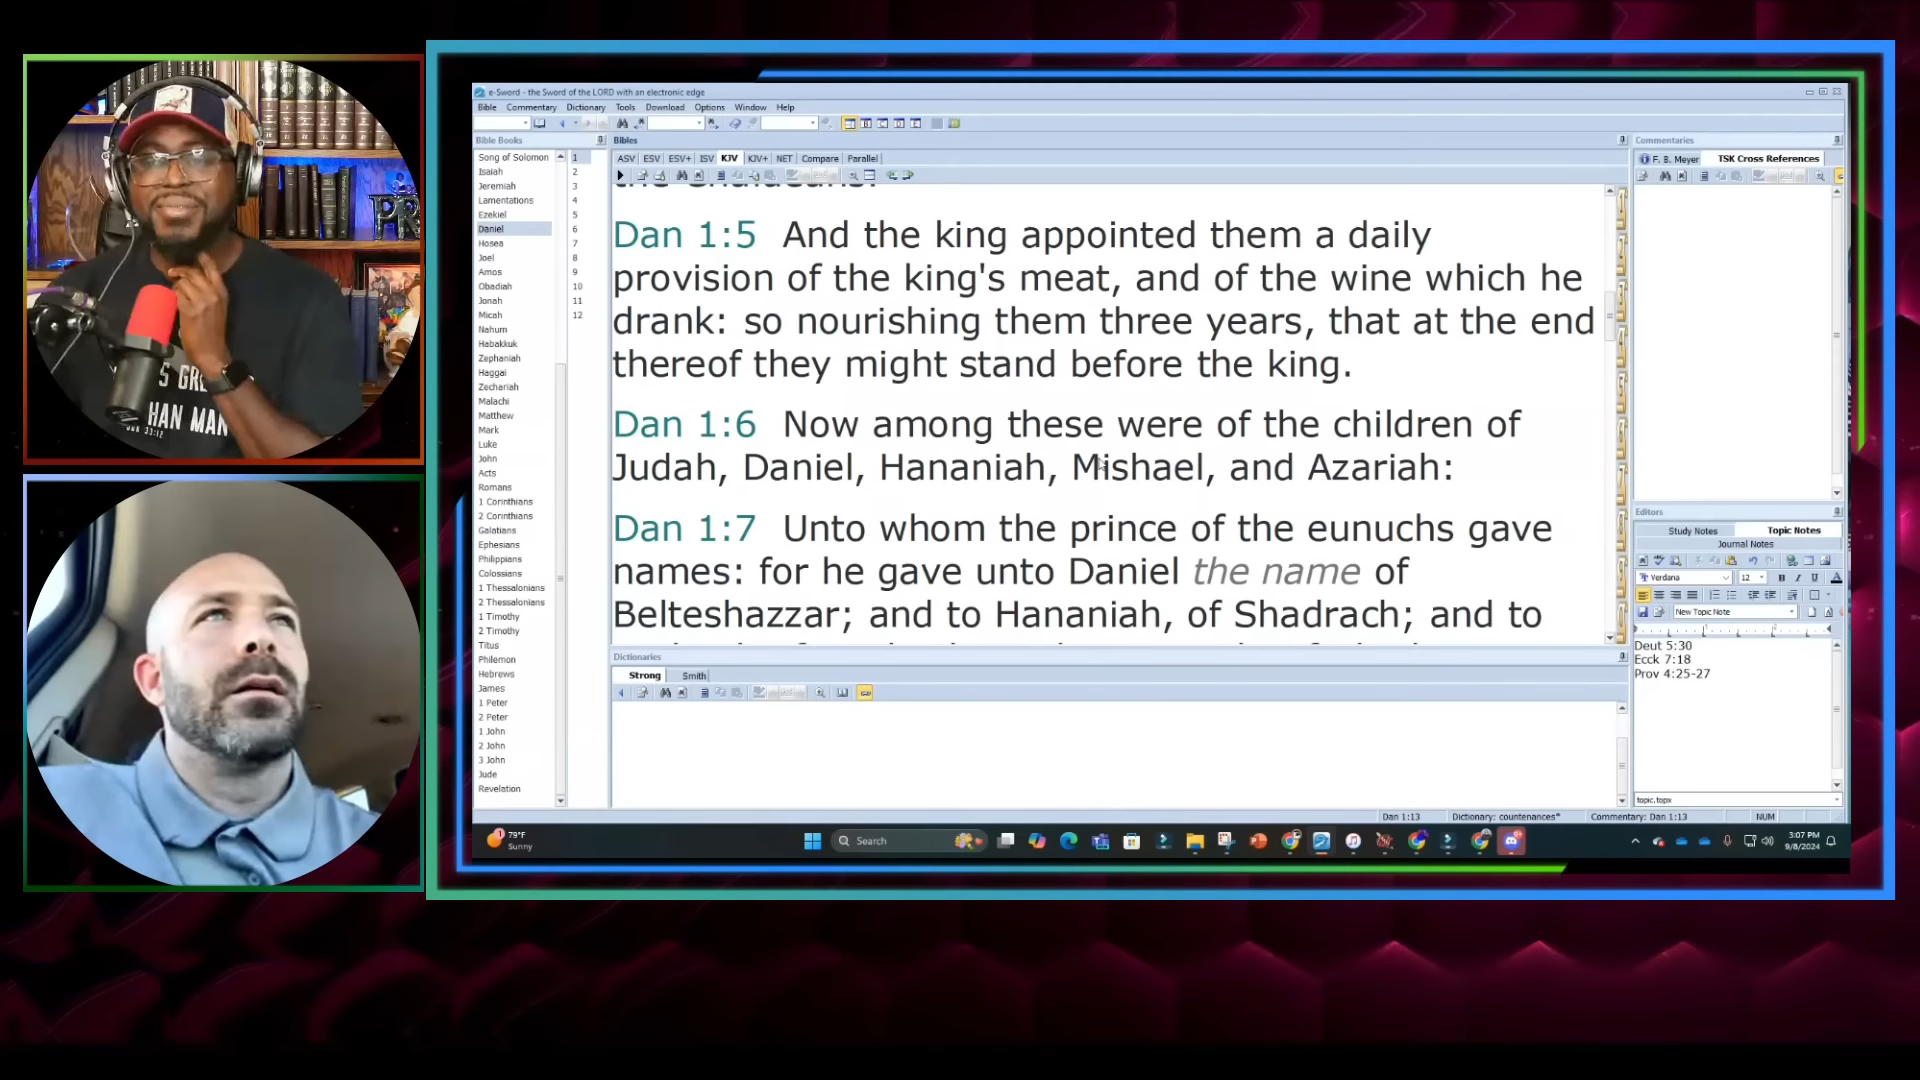 e-Sword - the Sword of the LORD with an electronic edge
Bible Commentary Dictionary Tools Download Options Window Help
Bible Books
Song of Solomon
Isaiah
Jeremiah
Lamentations
Ezekiel
Daniel
Hosea
Joel
Amos
Obadiah
Jonah
Micah
Nahum
Habakkuk
Zephaniah
Haggai
Zechariah
Malachi
Matthew
Mark
Luke
John
Acts
Romans
1 Corinthians
2 Corinthians
Galatians
Ephesians
Philippians
Colossians
1 Thessalonians
2 Thessalonians
1 Timothy
2 Timothy
Titus
Philemon
Hebrews
James
1 Peter
2 Peter
1 John
2 John
3 John
Jude
Revelation
1
2
3
4
5
6
7
8
9
10
11
12
Bibles
ASV ESV ESV+ ISV KJV KJV+ NET Compare Parallel
Dan 1:5 And the king appointed them a daily
provision of the king's meat, and of the wine which he
drank: so nourishing them three years, that at the end
thereof they might stand before the king.
Dan 1:6 Now among these were of the children of
Judah, Daniel, Hananiah, Mishael, and Azariah:
Dan 1:7 Unto whom the prince of the eunuchs gave
names: for he gave unto Daniel the name of
Belteshazzar; and to Hananiah, of Shadrach; and to
Dictionaries
Strong Smith
Commentaries
F. B. Meyer TSK Cross References
Editors
Study Notes Topic Notes
Journal Notes
Verdana 12 B I U A
New Topic Note
Deut 5:30
Ecck 7:18
Prov 4:25-27
topic.topx
Dan 1:13 Dictionary: countenances* Commentary: Dan 1:13 NUM
79°F
Sunny
Search
3:07 PM
9/8/2024
PR
S GRE
HAN MAN